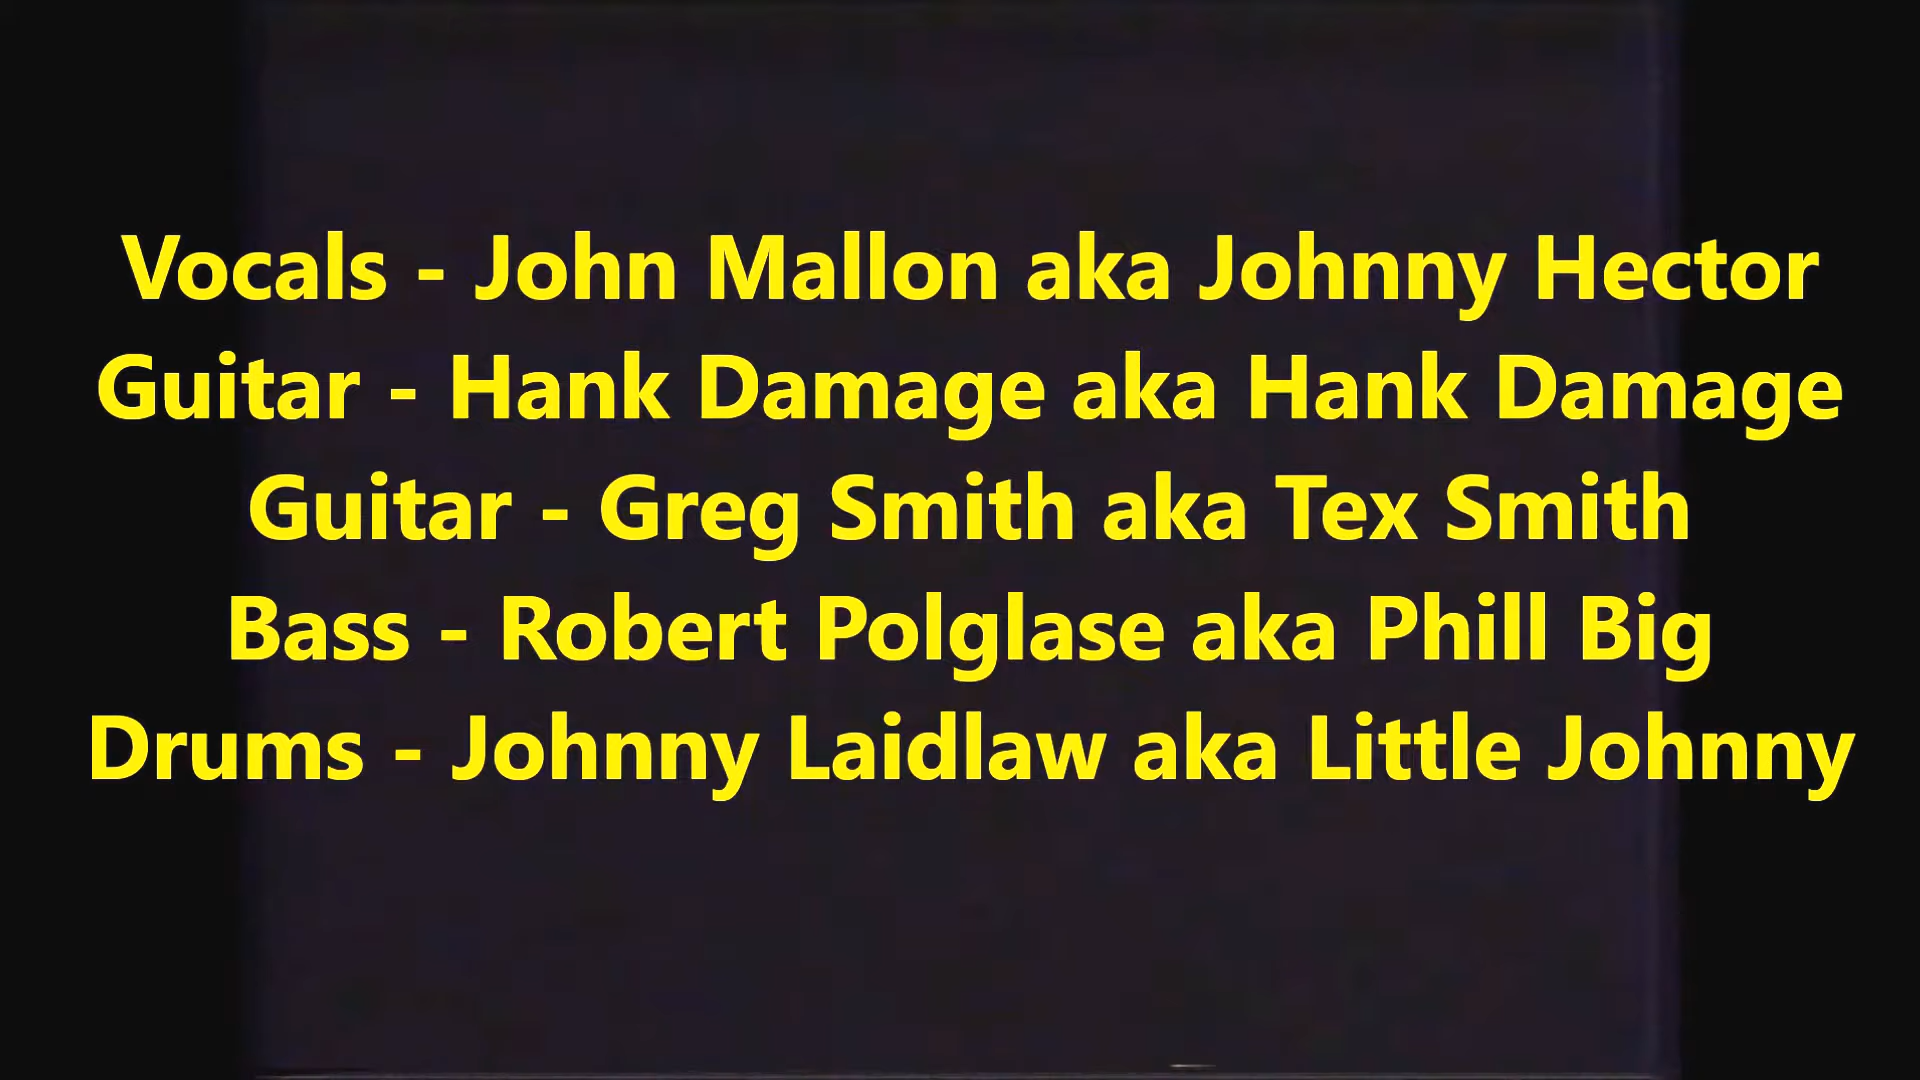 Vocals - John Mallon aka Johnny Hector
Guitar - Hank Damage aka Hank Damage
Guitar - Greg Smith aka Tex Smith
Bass - Robert Polglase aka Phill Big
Drums - Johnny Laidlaw aka Little Johnny